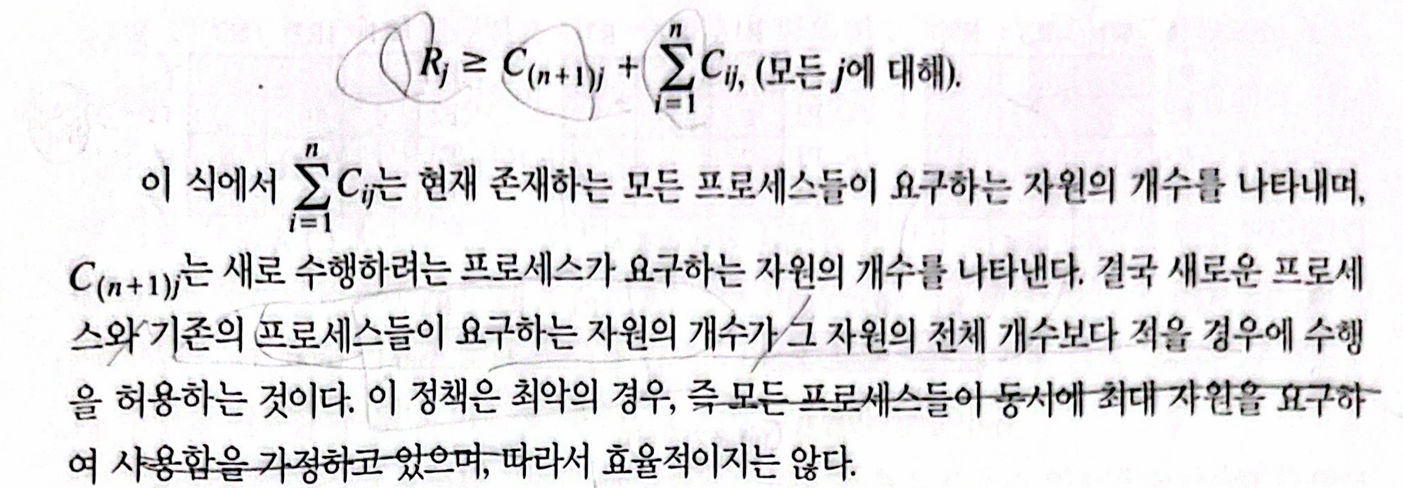 R_j ≥ C_(n+1)j + ∑_{i=1}^{n} C_ij, (모든 j에 대해).
이 식에서 ∑_{i=1}^{n} C_ij는 현재 존재하는 모든 프로세스들이 요구하는 자원의 개수를 나타내며,
C_(n+1)j는 새로 수행하려는 프로세스가 요구하는 자원의 개수를 나타낸다. 결국 새로운 프로세
스와 기존의 프로세스들이 요구하는 자원의 개수가 그 자원의 전체 개수보다 적을 경우에 수행
을 허용하는 것이다. 이 정책은 최악의 경우, 즉 모든 프로세스들이 동시에 최대 자원을 요구하
여 사용함을 가정하고 있으며, 따라서 효율적이지는 않다.